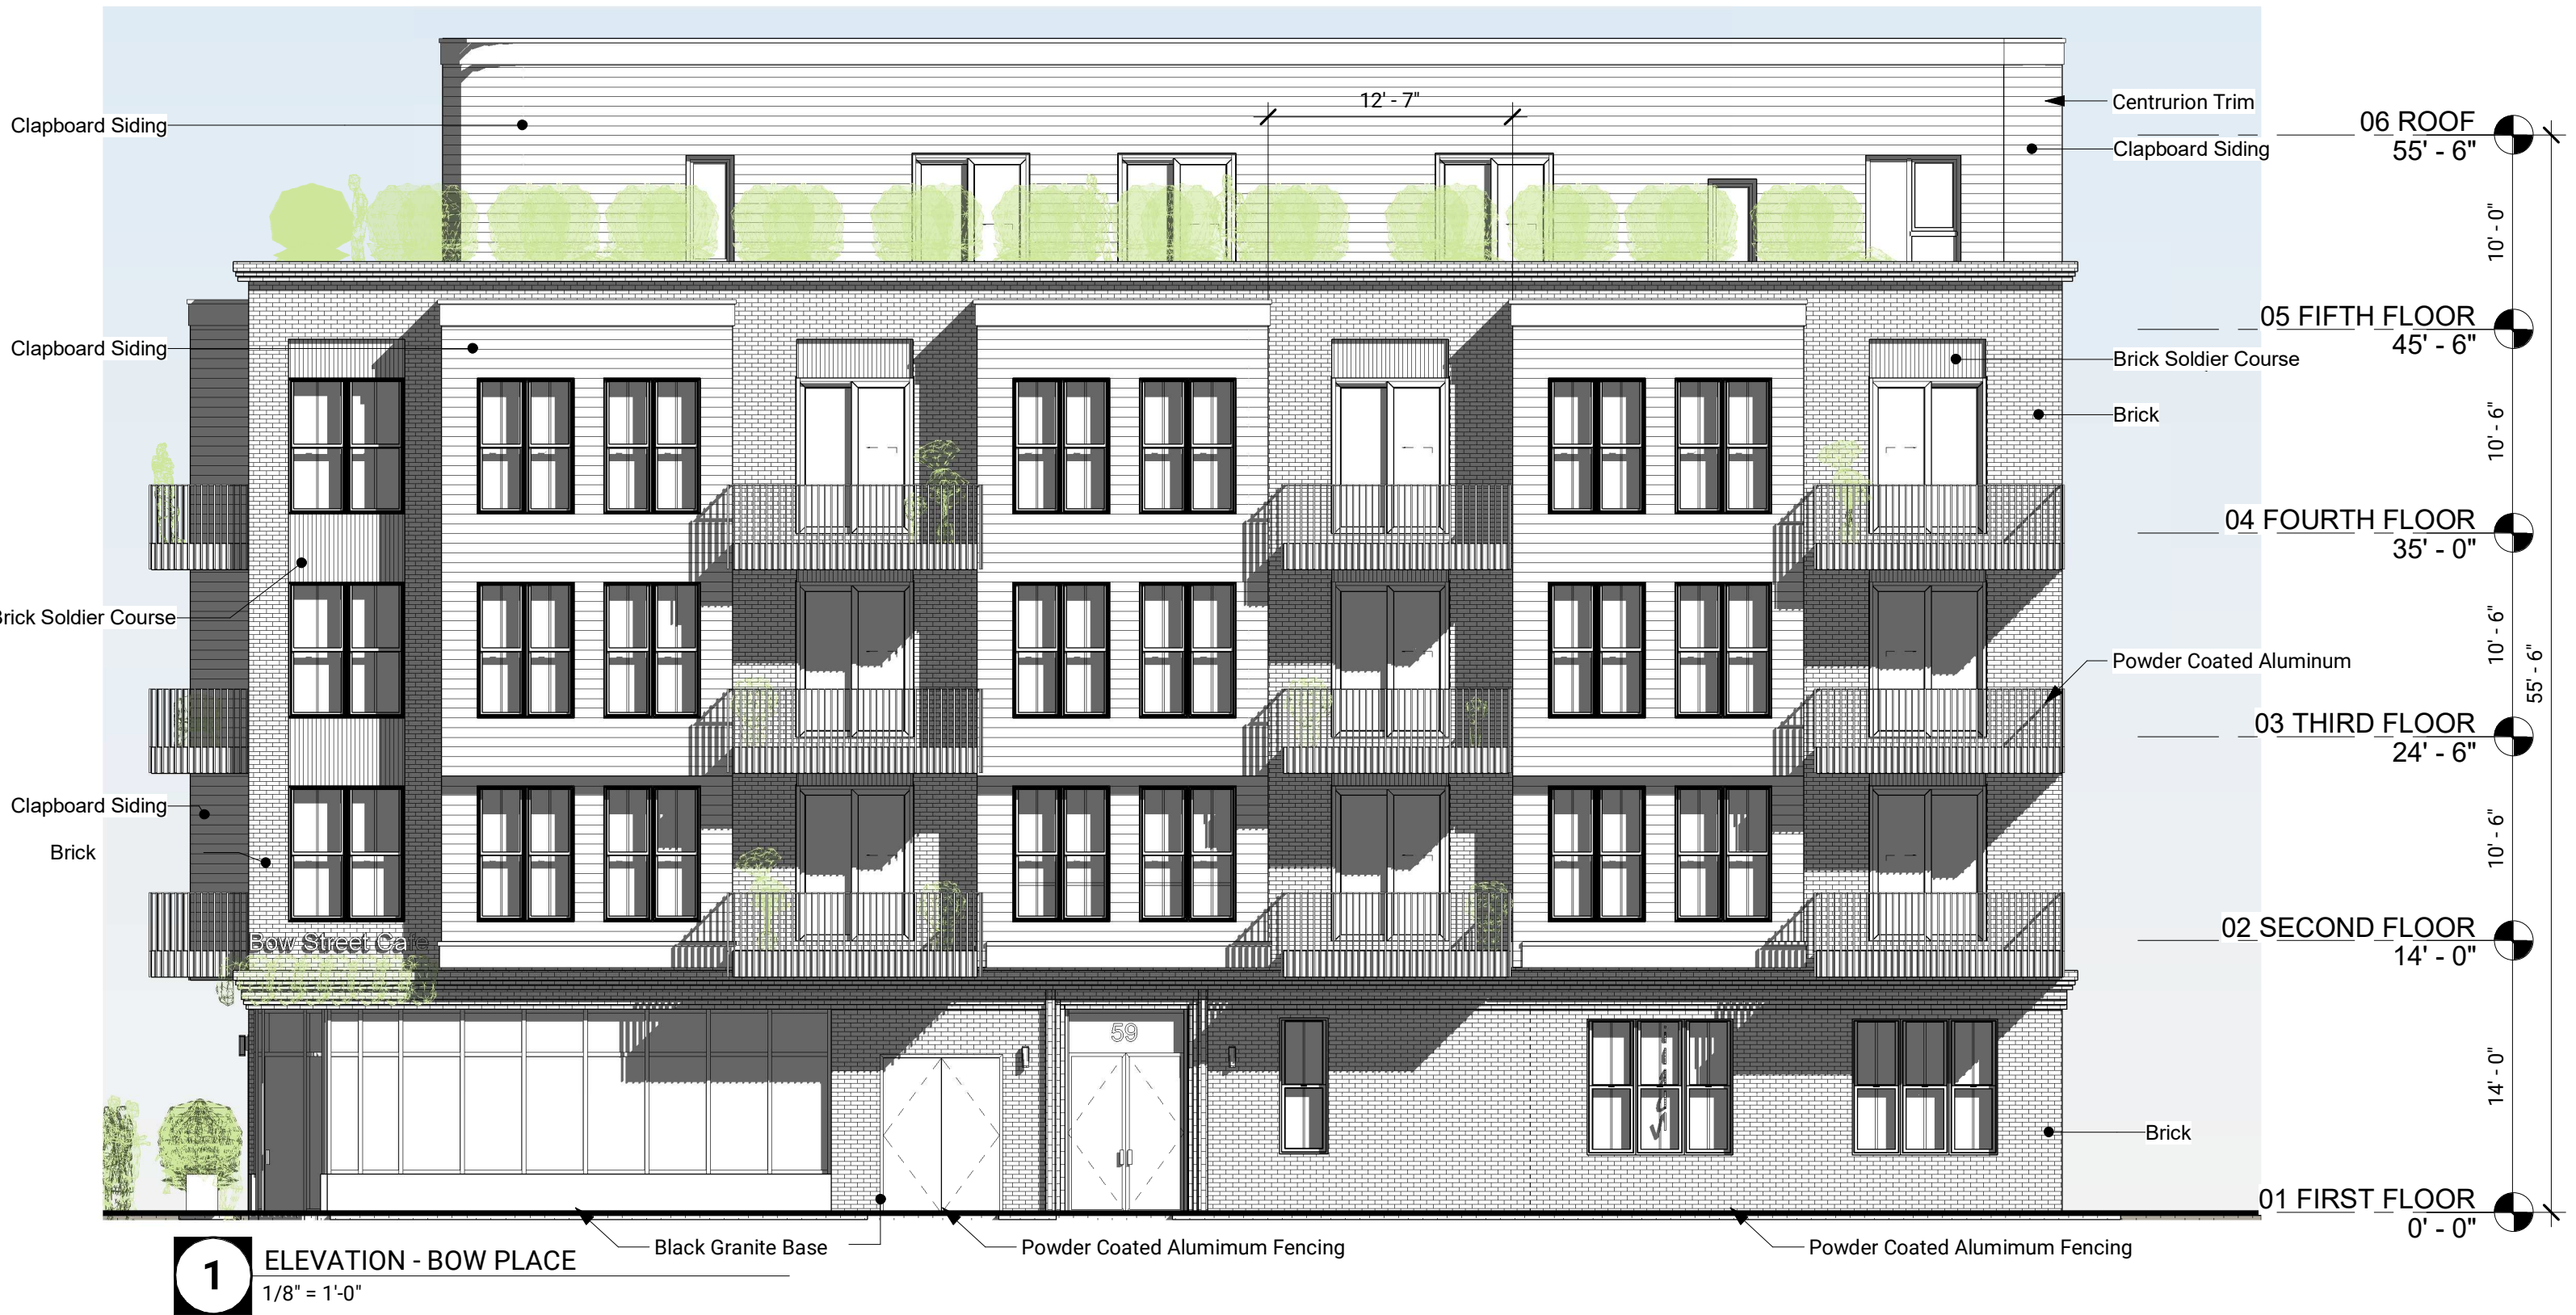 12' - 7"
Centrurion Trim
Clapboard Siding
06 ROOF
55' - 6"
Clapboard Siding
10' - 0"
05 FIFTH FLOOR
45' - 6"
Clapboard Siding
Brick Soldier Course
Brick
10' - 6"
04 FOURTH FLOOR
35' - 0"
Brick Soldier Course
10' - 6"
Powder Coated Aluminum
55' - 6"
03 THIRD FLOOR
24' - 6"
Clapboard Siding
Brick
10' - 6"
02 SECOND FLOOR
14' - 0"
Bow Street Cafe
59
14' - 0"
Brick
01 FIRST FLOOR
0' - 0"
Black Granite Base
Powder Coated Alumimum Fencing
Powder Coated Alumimum Fencing
1
ELEVATION - BOW PLACE
1/8" = 1'-0"